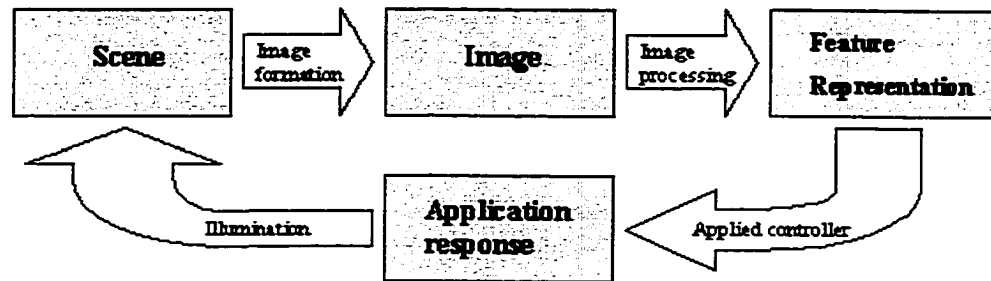 Scene
Image
formation
Image
Image
processing
Feature
Representation
Illumination
Application
response
Applied controller